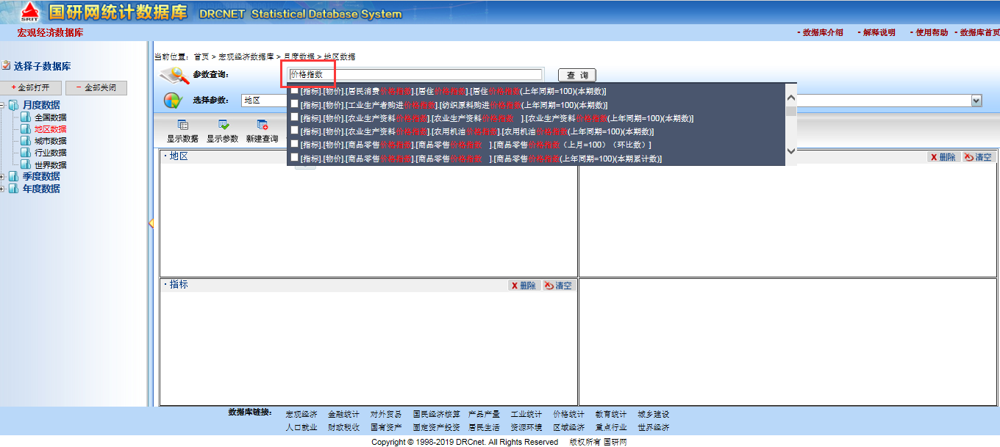 SRIT 国研网统计数据库 DRCNET Statistical Database System
宏观经济数据库
- 数据库介绍 - 解释说明 - 使用帮助 - 数据库首页
选择子数据库
+全部打开 - 全部关闭
月度数据
全国数据
地区数据
城市数据
行业数据
世界数据
季度数据
年度数据
当前位置：首页 > 宏观经济数据库 > 月度数据 > 地区数据
参数查询： 价格指数 查 询
选择参数： 地区
[指标].[物价].[居民消费价格指数].[居住价格指数].[居住价格指数(上年同期=100)(本期数)]
[指标].[物价].[工业生产者购进价格指数].[纺织原料购进价格指数(上年同期=100)(本期数)]
[指标].[物价].[农业生产资料价格指数].[农业生产资料价格指数 ].[农业生产资料价格指数(上年同期=100)(本期数)]
[指标].[物价].[农业生产资料价格指数].[农用机油价格指数].[农用机油价格指数(上年同期=100)(本期数)]
[指标].[物价].[商品零售价格指数].[商品零售价格指数 ].[商品零售价格指数（上月=100）（环比数）]
[指标].[物价].[商品零售价格指数].[商品零售价格指数 ].[商品零售价格指数(上年同期=100)(本期累计数)]
显示数据 显示参数 新建查询
·地区
X 删除 清空
·指标 X 删除 清空
数据库链接： 宏观经济 金融统计 对外贸易 国民经济核算 产品产量 工业统计 价格统计 教育统计 城乡建设
人口就业 财政税收 国有资产 固定资产投资 居民生活 资源环境 区域经济 重点行业 世界经济
Copyright © 1998-2019 DRCnet. All Rights Reserved 版权所有 国研网